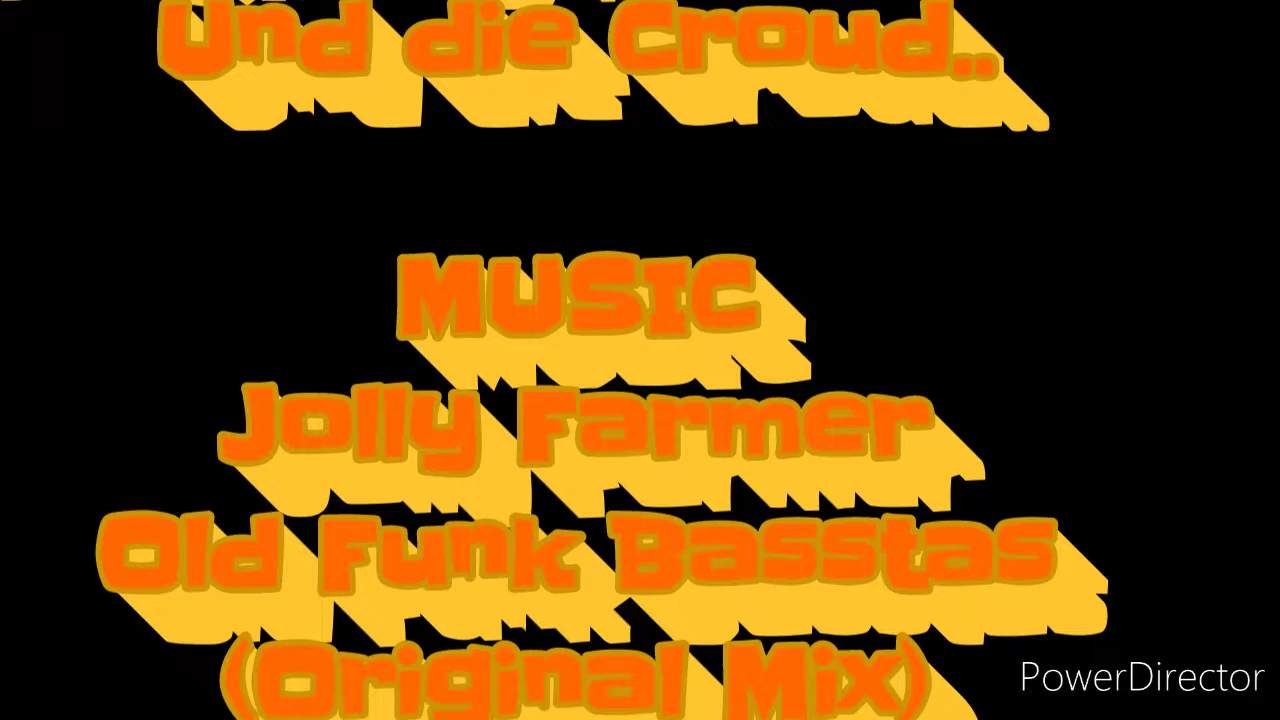 Und die Croud..
MUSIC
Jolly Farmer
Old Funk Basstas
(Original Mix)
PowerDirector